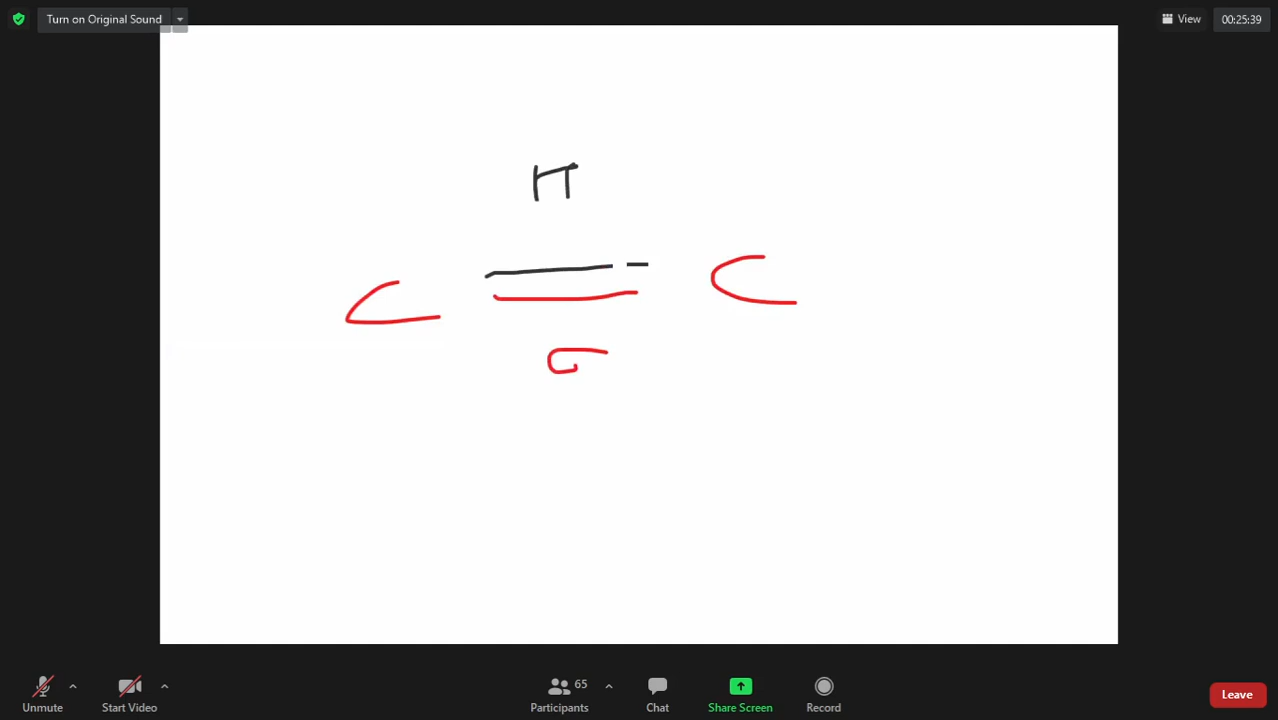 Turn on Original Sound
View
00:25:39
π
C = C
σ
Unmute
Start Video
65
Participants
Chat
Share Screen
Record
Leave